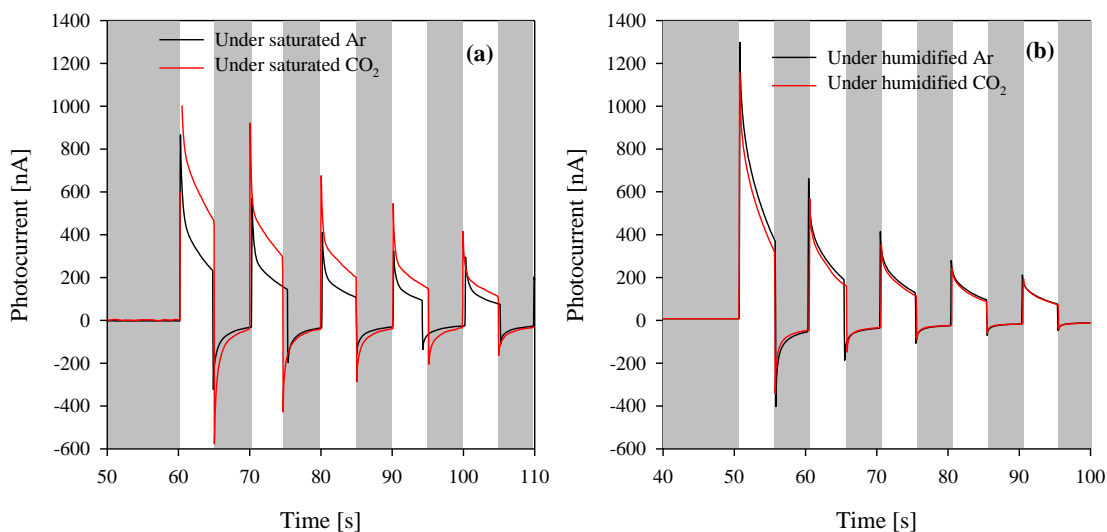 1400
1200
1000
800
600
400
200
0
-200
-400
-600
Photocurrent [nA]
Under saturated Ar
Under saturated CO₂
(a)
50 60 70 80 90 100 110
Time [s]
1400
1200
1000
800
600
400
200
0
-200
-400
-600
Photocurrent [nA]
(b)
Under humidified Ar
Under humidified CO₂
40 50 60 70 80 90 100
Time [s]